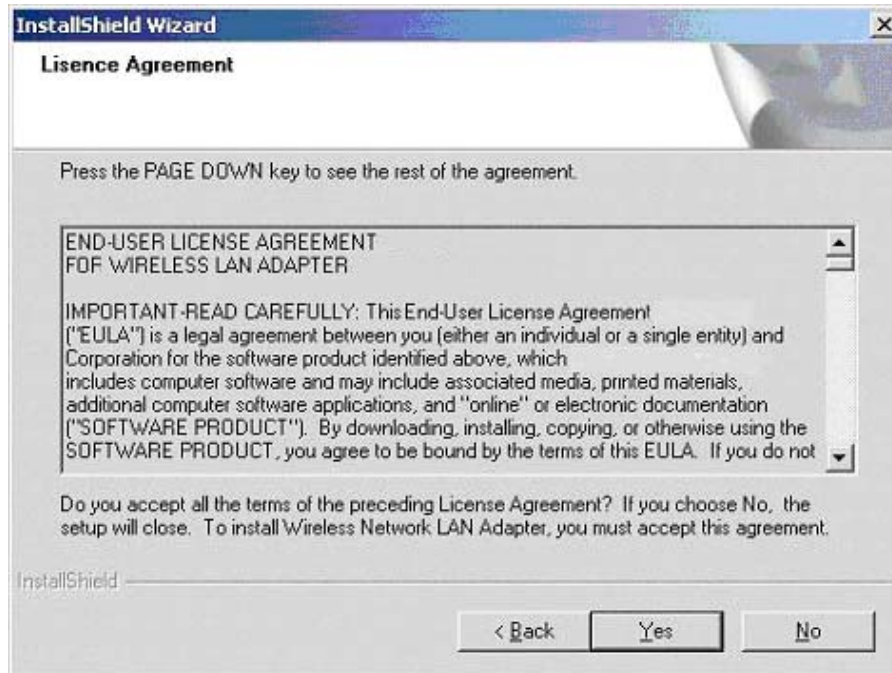 InstallShield Wizard
Lisence Agreement
Press the PAGE DOWN key to see the rest of the agreement.
END-USER LICENSE AGREEMENT
FOR WIRELESS LAN ADAPTER
IMPORTANT-READ CAREFULLY: This End-User License Agreement
("EULA") is a legal agreement between you (either an individual or a single entity) and
Corporation for the software product identified above, which
includes computer software and may include associated media, printed materials,
additional computer software applications, and "online" or electronic documentation
("SOFTWARE PRODUCT"). By downloading, installing, copying, or otherwise using the
SOFTWARE PRODUCT, you agree to be bound by the terms of this EULA. If you do not
Do you accept all the terms of the preceding License Agreement? If you choose No, the
setup will close. To install Wireless Network LAN Adapter, you must accept this agreement.
InstallShield
< Back
Yes
No